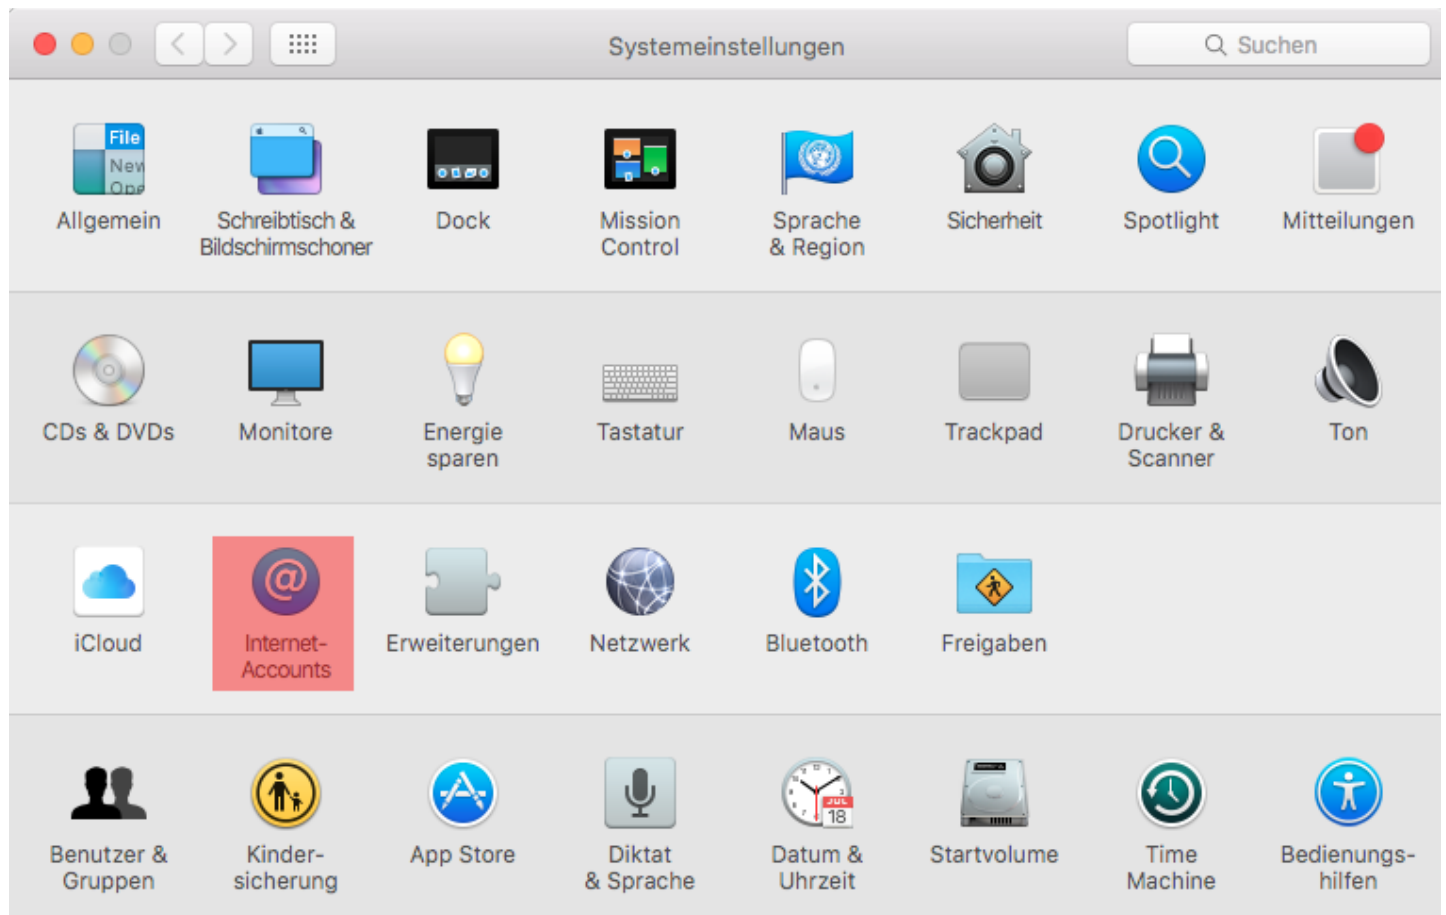 Systemeinstellungen
Suchen
File
New
Ope
Allgemein
Schreibtisch &
Bildschirmschoner
Dock
Mission
Control
Sprache
& Region
Sicherheit
Spotlight
Mitteilungen
CDs & DVDs
Monitore
Energie
sparen
Tastatur
Maus
Trackpad
Drucker &
Scanner
Ton
iCloud
@
Internet-
Accounts
Erweiterungen
Netzwerk
Bluetooth
Freigaben
Benutzer &
Gruppen
Kinder-
sicherung
App Store
Diktat
& Sprache
JUL
18
Datum &
Uhrzeit
Startvolume
Time
Machine
Bedienungs-
hilfen